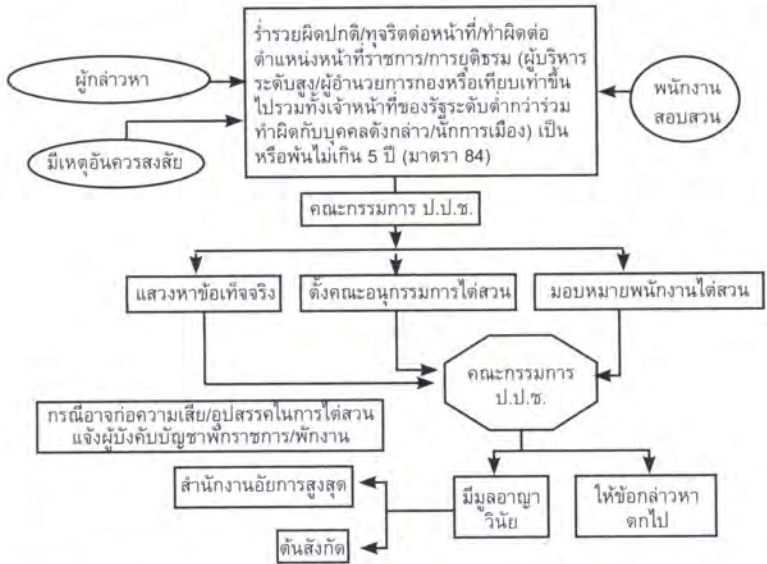 ร่ำรวยผิดปกติ/ทุจริตต่อหน้าที่/ทำผิดต่อ
ตำแหน่งหน้าที่ราชการ/การยุติธรรม (ผู้บริหาร
ระดับสูง/ผู้อำนวยการกองหรือเทียบเท่าขึ้น
ไปรวมทั้งเจ้าหน้าที่ของรัฐระดับต่ำกว่าร่วม
ทำผิดกับบุคคลดังกล่าว/นักการเมือง) เป็น
หรือพ้นไม่เกิน 5 ปี (มาตรา 84)
ผู้กล่าวหา
มีเหตุอันควรสงสัย
พนักงาน
สอบสวน
คณะกรรมการ ป.ป.ช.
แสวงหาข้อเท็จจริง
ตั้งคณะอนุกรรมการไต่สวน
มอบหมายพนักงานไต่สวน
คณะกรรมการ
ป.ป.ช.
กรณีอาจก่อความเสีย/อุปสรรคในการไต่สวน
แจ้งผู้บังคับบัญชาพักราชการ/พักงาน
สำนักงานอัยการสูงสุด
ต้นสังกัด
มีมูลอาญา
วินัย
ให้ข้อกล่าวหา
ตกไป